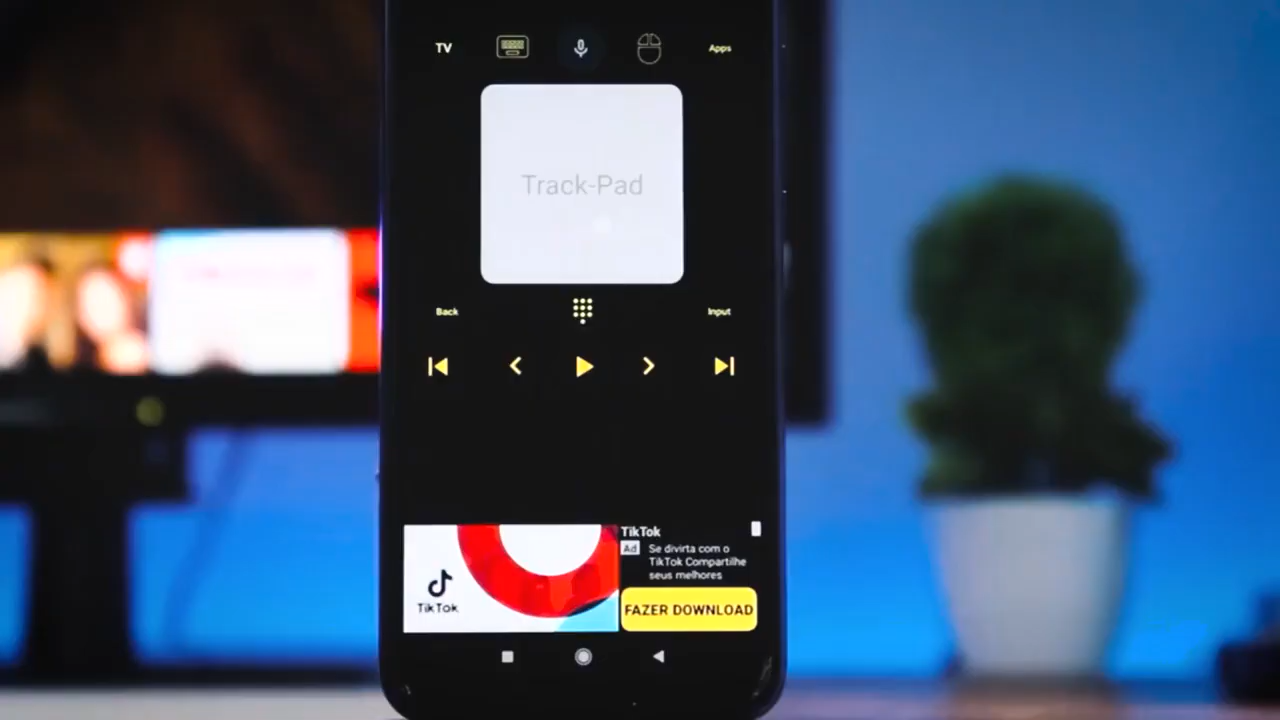 TV
Apps
Track-Pad
Back
Input
TikTok
TikTok
Ad
Se divirta com o
TikTok Compartilhe
seus melhores
FAZER DOWNLOAD